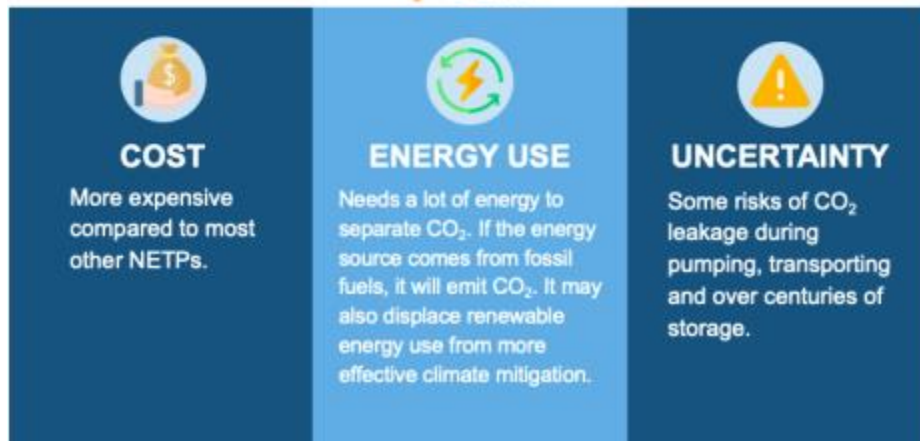 COST
More expensive
compared to most
other NETPs.
ENERGY USE
Needs a lot of energy to
separate CO₂. If the energy
source comes from fossil
fuels, it will emit CO₂. It may
also displace renewable
energy use from more
effective climate mitigation.
UNCERTAINTY
Some risks of CO₂
leakage during
pumping, transporting
and over centuries of
storage.